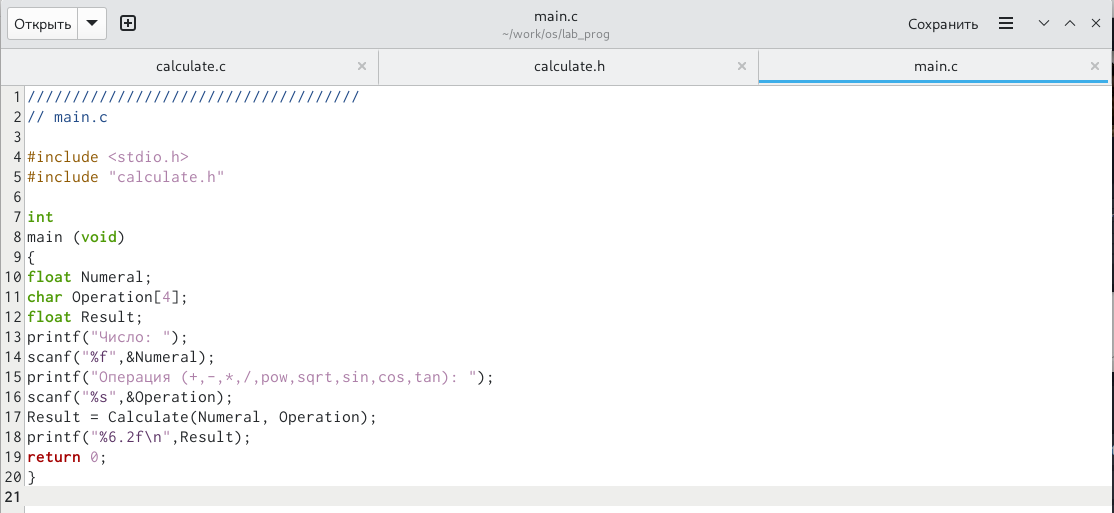 Открыть
main.c
~/work/os/lab_prog
Сохранить
calculate.c
calculate.h
main.c
1 /////////////////////////////////////
2 // main.c
3
4 #include <stdio.h>
5 #include "calculate.h"
6
7 int
8 main (void)
9 {
10 float Numeral;
11 char Operation[4];
12 float Result;
13 printf("Число: ");
14 scanf("%f",&Numeral);
15 printf("Операция (+,-,*,/,pow,sqrt,sin,cos,tan): ");
16 scanf("%s",&Operation);
17 Result = Calculate(Numeral, Operation);
18 printf("%6.2f\n",Result);
19 return 0;
20 }
21